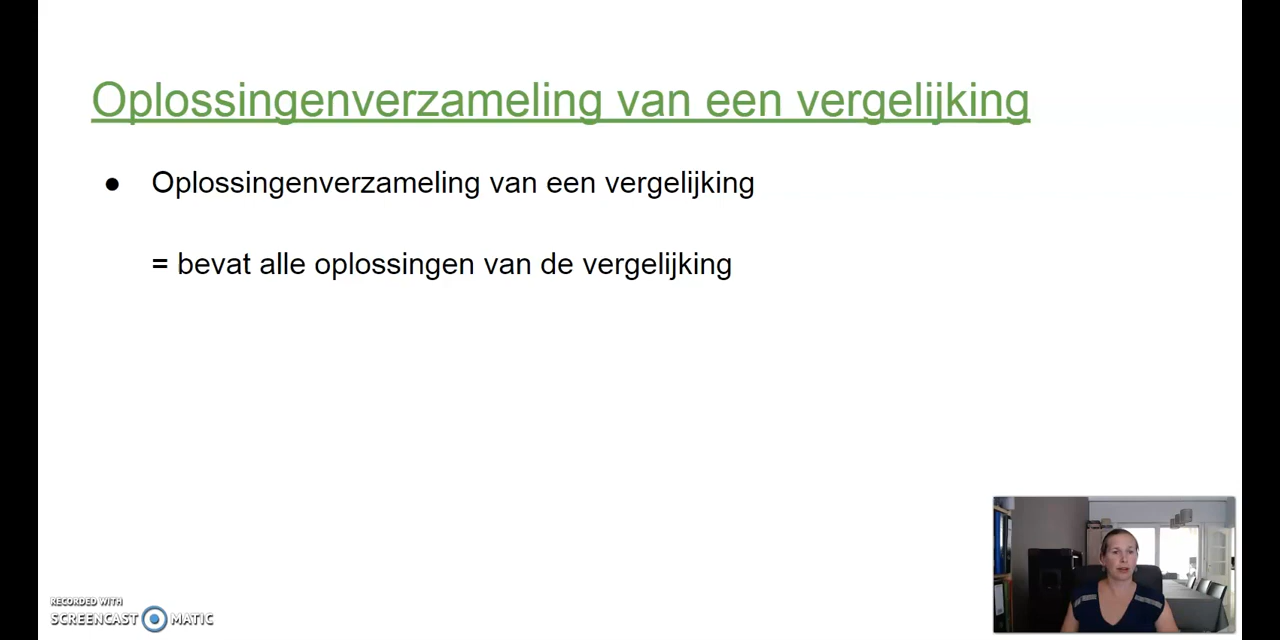 Oplossingenverzameling van een vergelijking
● Oplossingenverzameling van een vergelijking
= bevat alle oplossingen van de vergelijking
RECORDED WITH
SCREENCAST MATIC